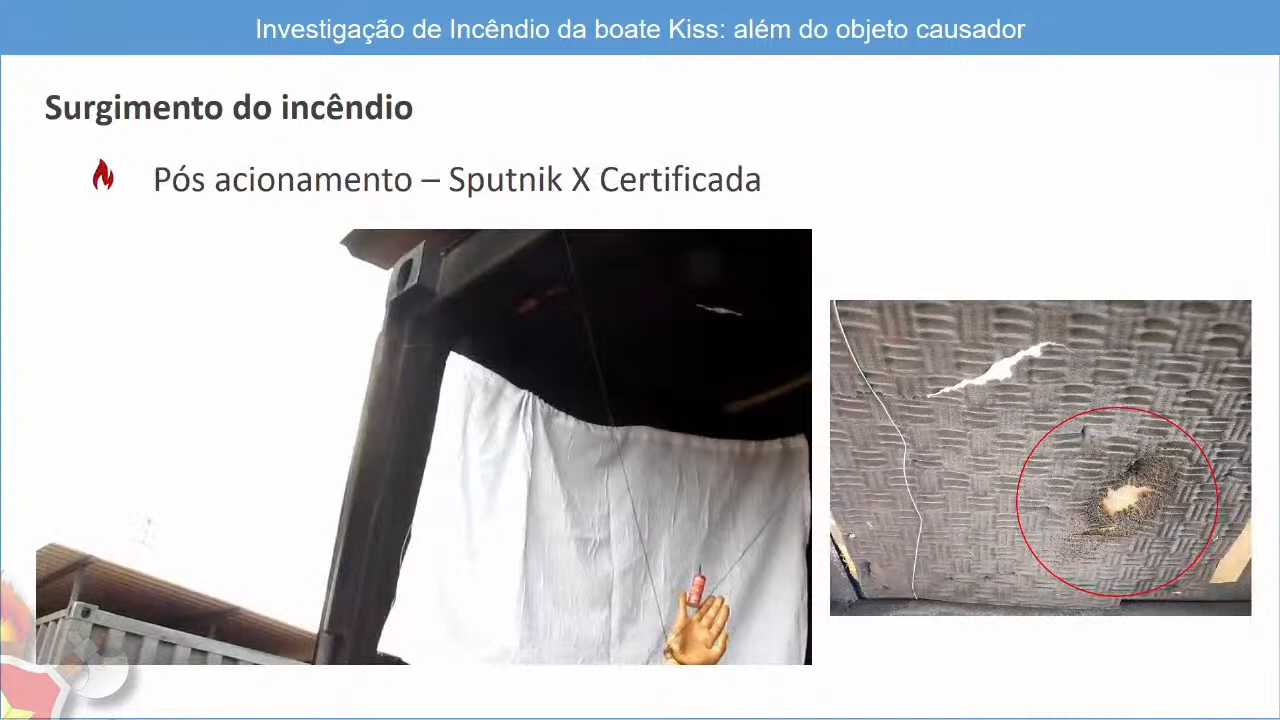 Investigação de Incêndio da boate Kiss: além do objeto causador
Surgimento do incêndio
Pós acionamento – Sputnik X Certificada